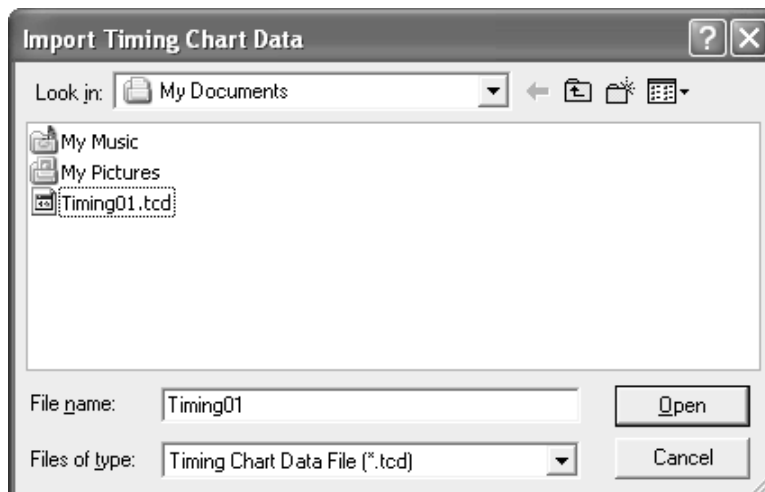 Import Timing Chart Data
Look in: My Documents
My Music
My Pictures
Timing01.tcd
File name: Timing01 Open
Files of type: Timing Chart Data File (*.tcd) Cancel